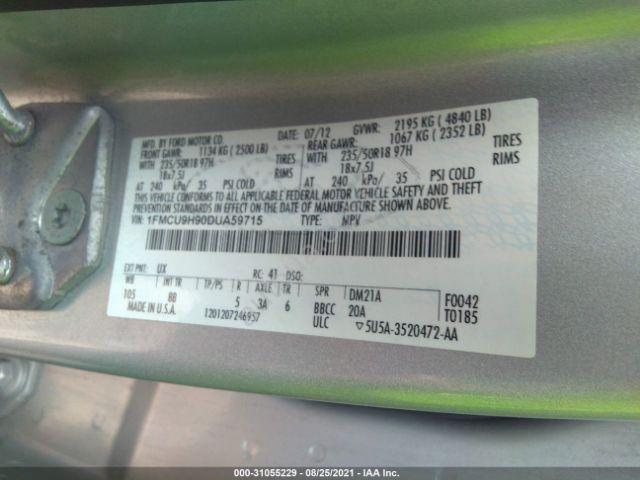 MFD. BY FORD MOTOR CO. DATE: 07/12 GVWR: 2195 KG ( 4840 LB)
FRONT GAWR: 1134 KG ( 2500 LB) REAR GAWR: 1067 KG ( 2352 LB)
WITH 235/50R18 97H TIRES WITH 235/50R18 97H TIRES
18x7.5J RIMS 18x7.5J RIMS
AT 240 kPa/ 35 PSI COLD AT 240 kPa/ 35 PSI COLD
THIS VEHICLE CONFORMS TO ALL APPLICABLE FEDERAL MOTOR VEHICLE SAFETY AND THEFT
PREVENTION STANDARDS IN EFFECT ON THE DATE OF MANUFACTURE SHOWN ABOVE.
VIN: 1FMCU9H90DUA59715 TYPE: MPV
EXT PNT: UX RC: 41 DSO:
WB INT TR TP/PS R AXLE TR SPR DM21A F0042
105 BB 5 3A 6 BBCC 20A T0185
MADE IN U.S.A. 1201207246957 ULC ▽5U5A-3520472-AA
000-31055229 - 08/25/2021 - IAA Inc.